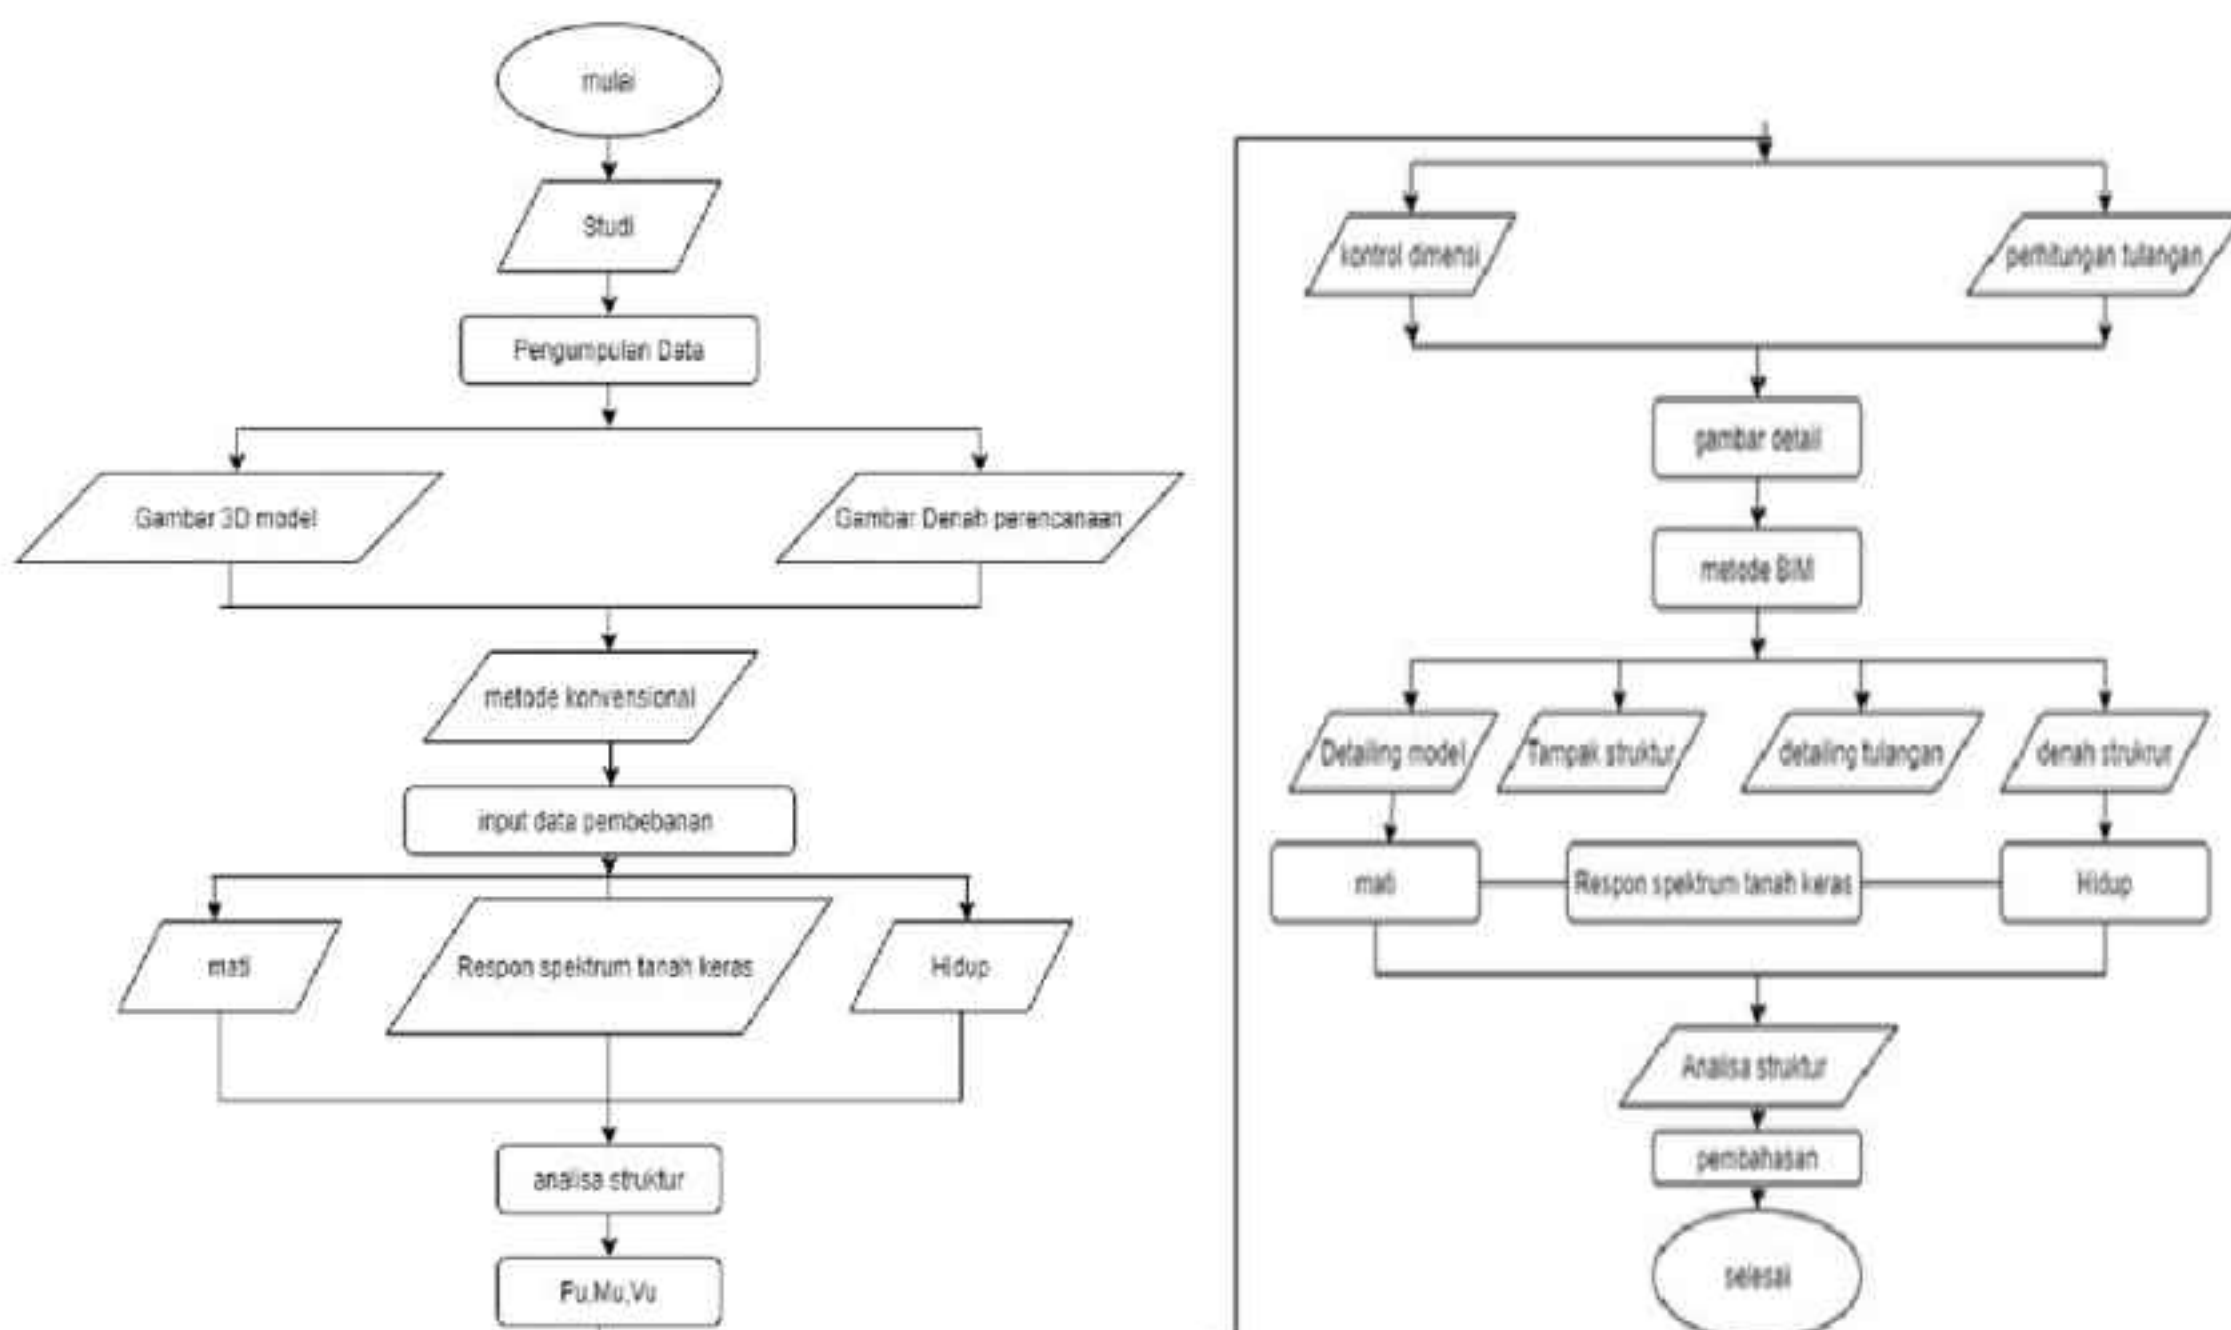 mulai
Studi
Pengumpulan Data
Gambar 3D model
Gambar Denah perencanaan
metode konvensional
input data pembebanan
mati
Respon spektrum tanah keras
Hidup
analisa struktur
Pu,Mu,Vu
kontrol dimensi
perhitungan tulangan
gambar detail
metode BIM
Detailing model
Tampak struktur
detailing tulangan
denah strukrur
mati
Respon spektrum tanah keras
Hidup
Analisa struktur
pembahasan
selesai